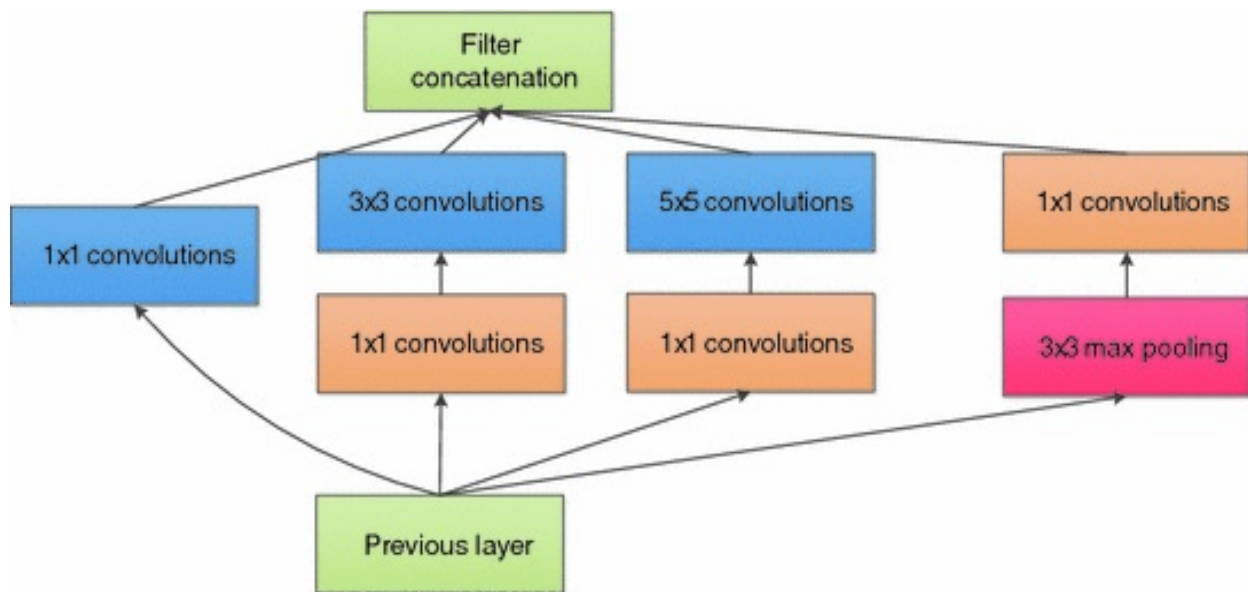 Filter
concatenation
3x3 convolutions
5x5 convolutions
1x1 convolutions
1x1 convolutions
1x1 convolutions
1x1 convolutions
3x3 max pooling
Previous layer